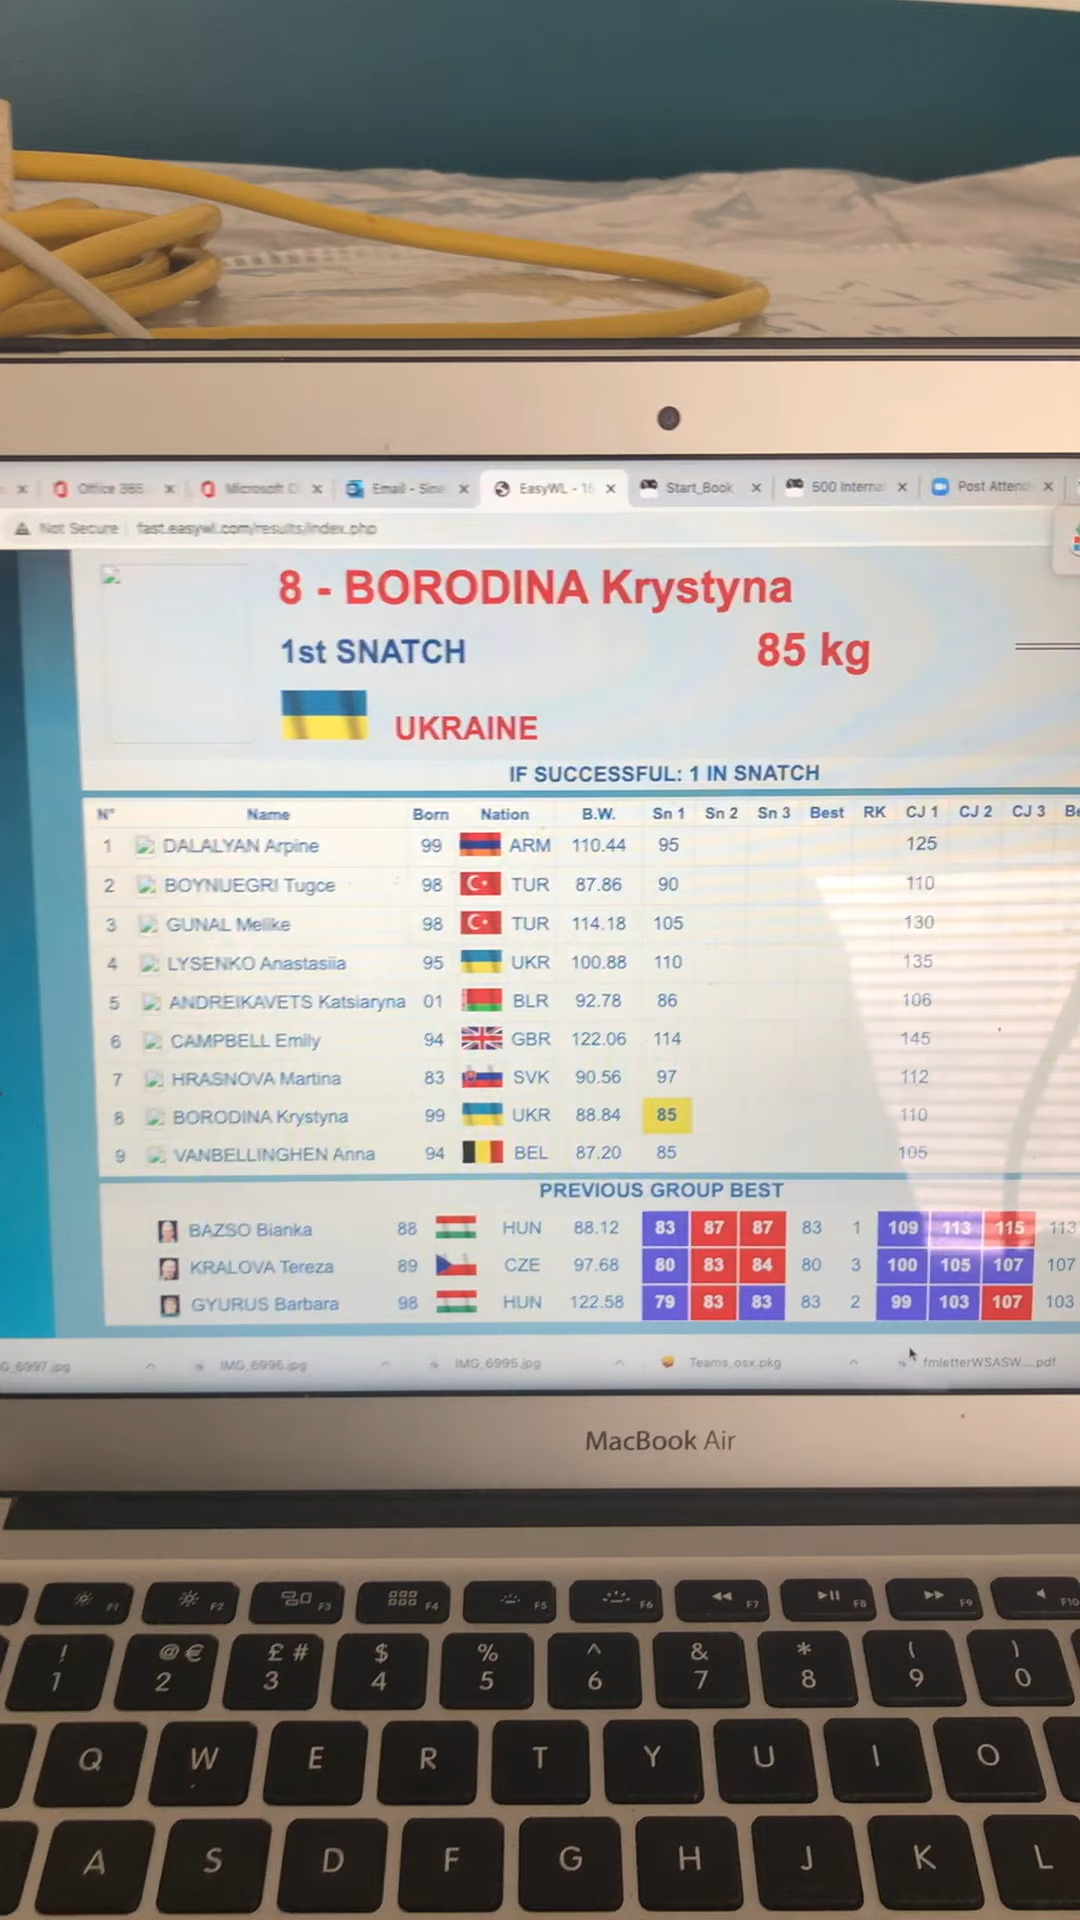 Office 365
Microsoft O
Email - Sine
EasyWL - 16
Start_Book
500 Interna
Post Attend
Not Secure fast.easywl.com/results/index.php
8 - BORODINA Krystyna
1st SNATCH 85 kg
UKRAINE
IF SUCCESSFUL: 1 IN SNATCH
N° Name Born Nation B.W. Sn 1 Sn 2 Sn 3 Best RK CJ 1 CJ 2 CJ 3 Be
1 DALALYAN Arpine 99 ARM 110.44 95 125
2 BOYNUEGRI Tugce 98 TUR 87.86 90 110
3 GUNAL Melike 98 TUR 114.18 105 130
4 LYSENKO Anastasiia 95 UKR 100.88 110 135
5 ANDREIKAVETS Katsiaryna 01 BLR 92.78 86 106
6 CAMPBELL Emily 94 GBR 122.06 114 145
7 HRASNOVA Martina 83 SVK 90.56 97 112
8 BORODINA Krystyna 99 UKR 88.84 85 110
9 VANBELLINGHEN Anna 94 BEL 87.20 85 105
PREVIOUS GROUP BEST
BAZSO Bianka 88 HUN 88.12 83 87 87 83 1 109 113 115 113
KRALOVA Tereza 89 CZE 97.68 80 83 84 80 3 100 105 107 107
GYURUS Barbara 98 HUN 122.58 79 83 83 83 2 99 103 107 103
G_6997.jpg IMG_6996.jpg IMG_6995.jpg Teams_osx.pkg fmletterWSASW....pdf
MacBook Air
F1 F2 F3 F4 F5 F6 F7 F8 F9 F10
! @ € £ # $ % ^ & * ( )
1 2 3 4 5 6 7 8 9 0
Q W E R T Y U I O
A S D F G H J K L